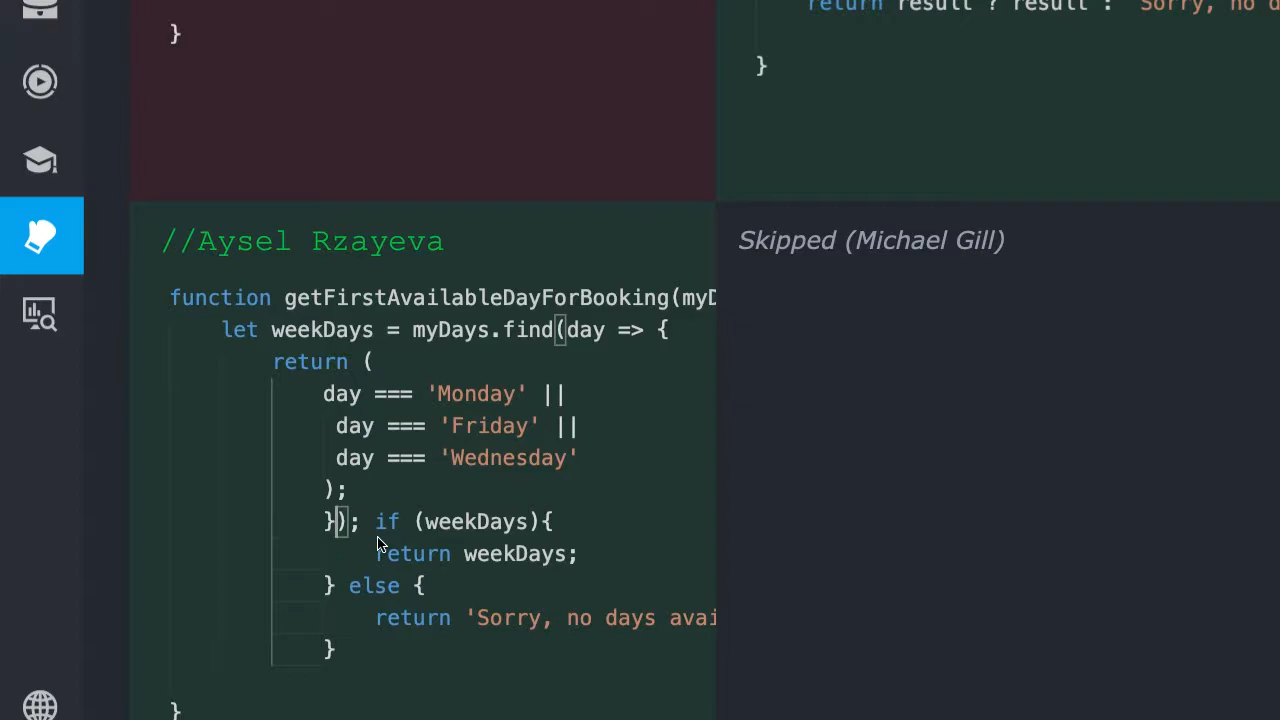 }
return result ? result : 'Sorry, no d
}
//Aysel Rzayeva
function getFirstAvailableDayForBooking(myD
let weekDays = myDays.find(day => {
return (
day === 'Monday' ||
day === 'Friday' ||
day === 'Wednesday'
);
}); if (weekDays){
return weekDays;
} else {
return 'Sorry, no days avai
}
}
Skipped (Michael Gill)